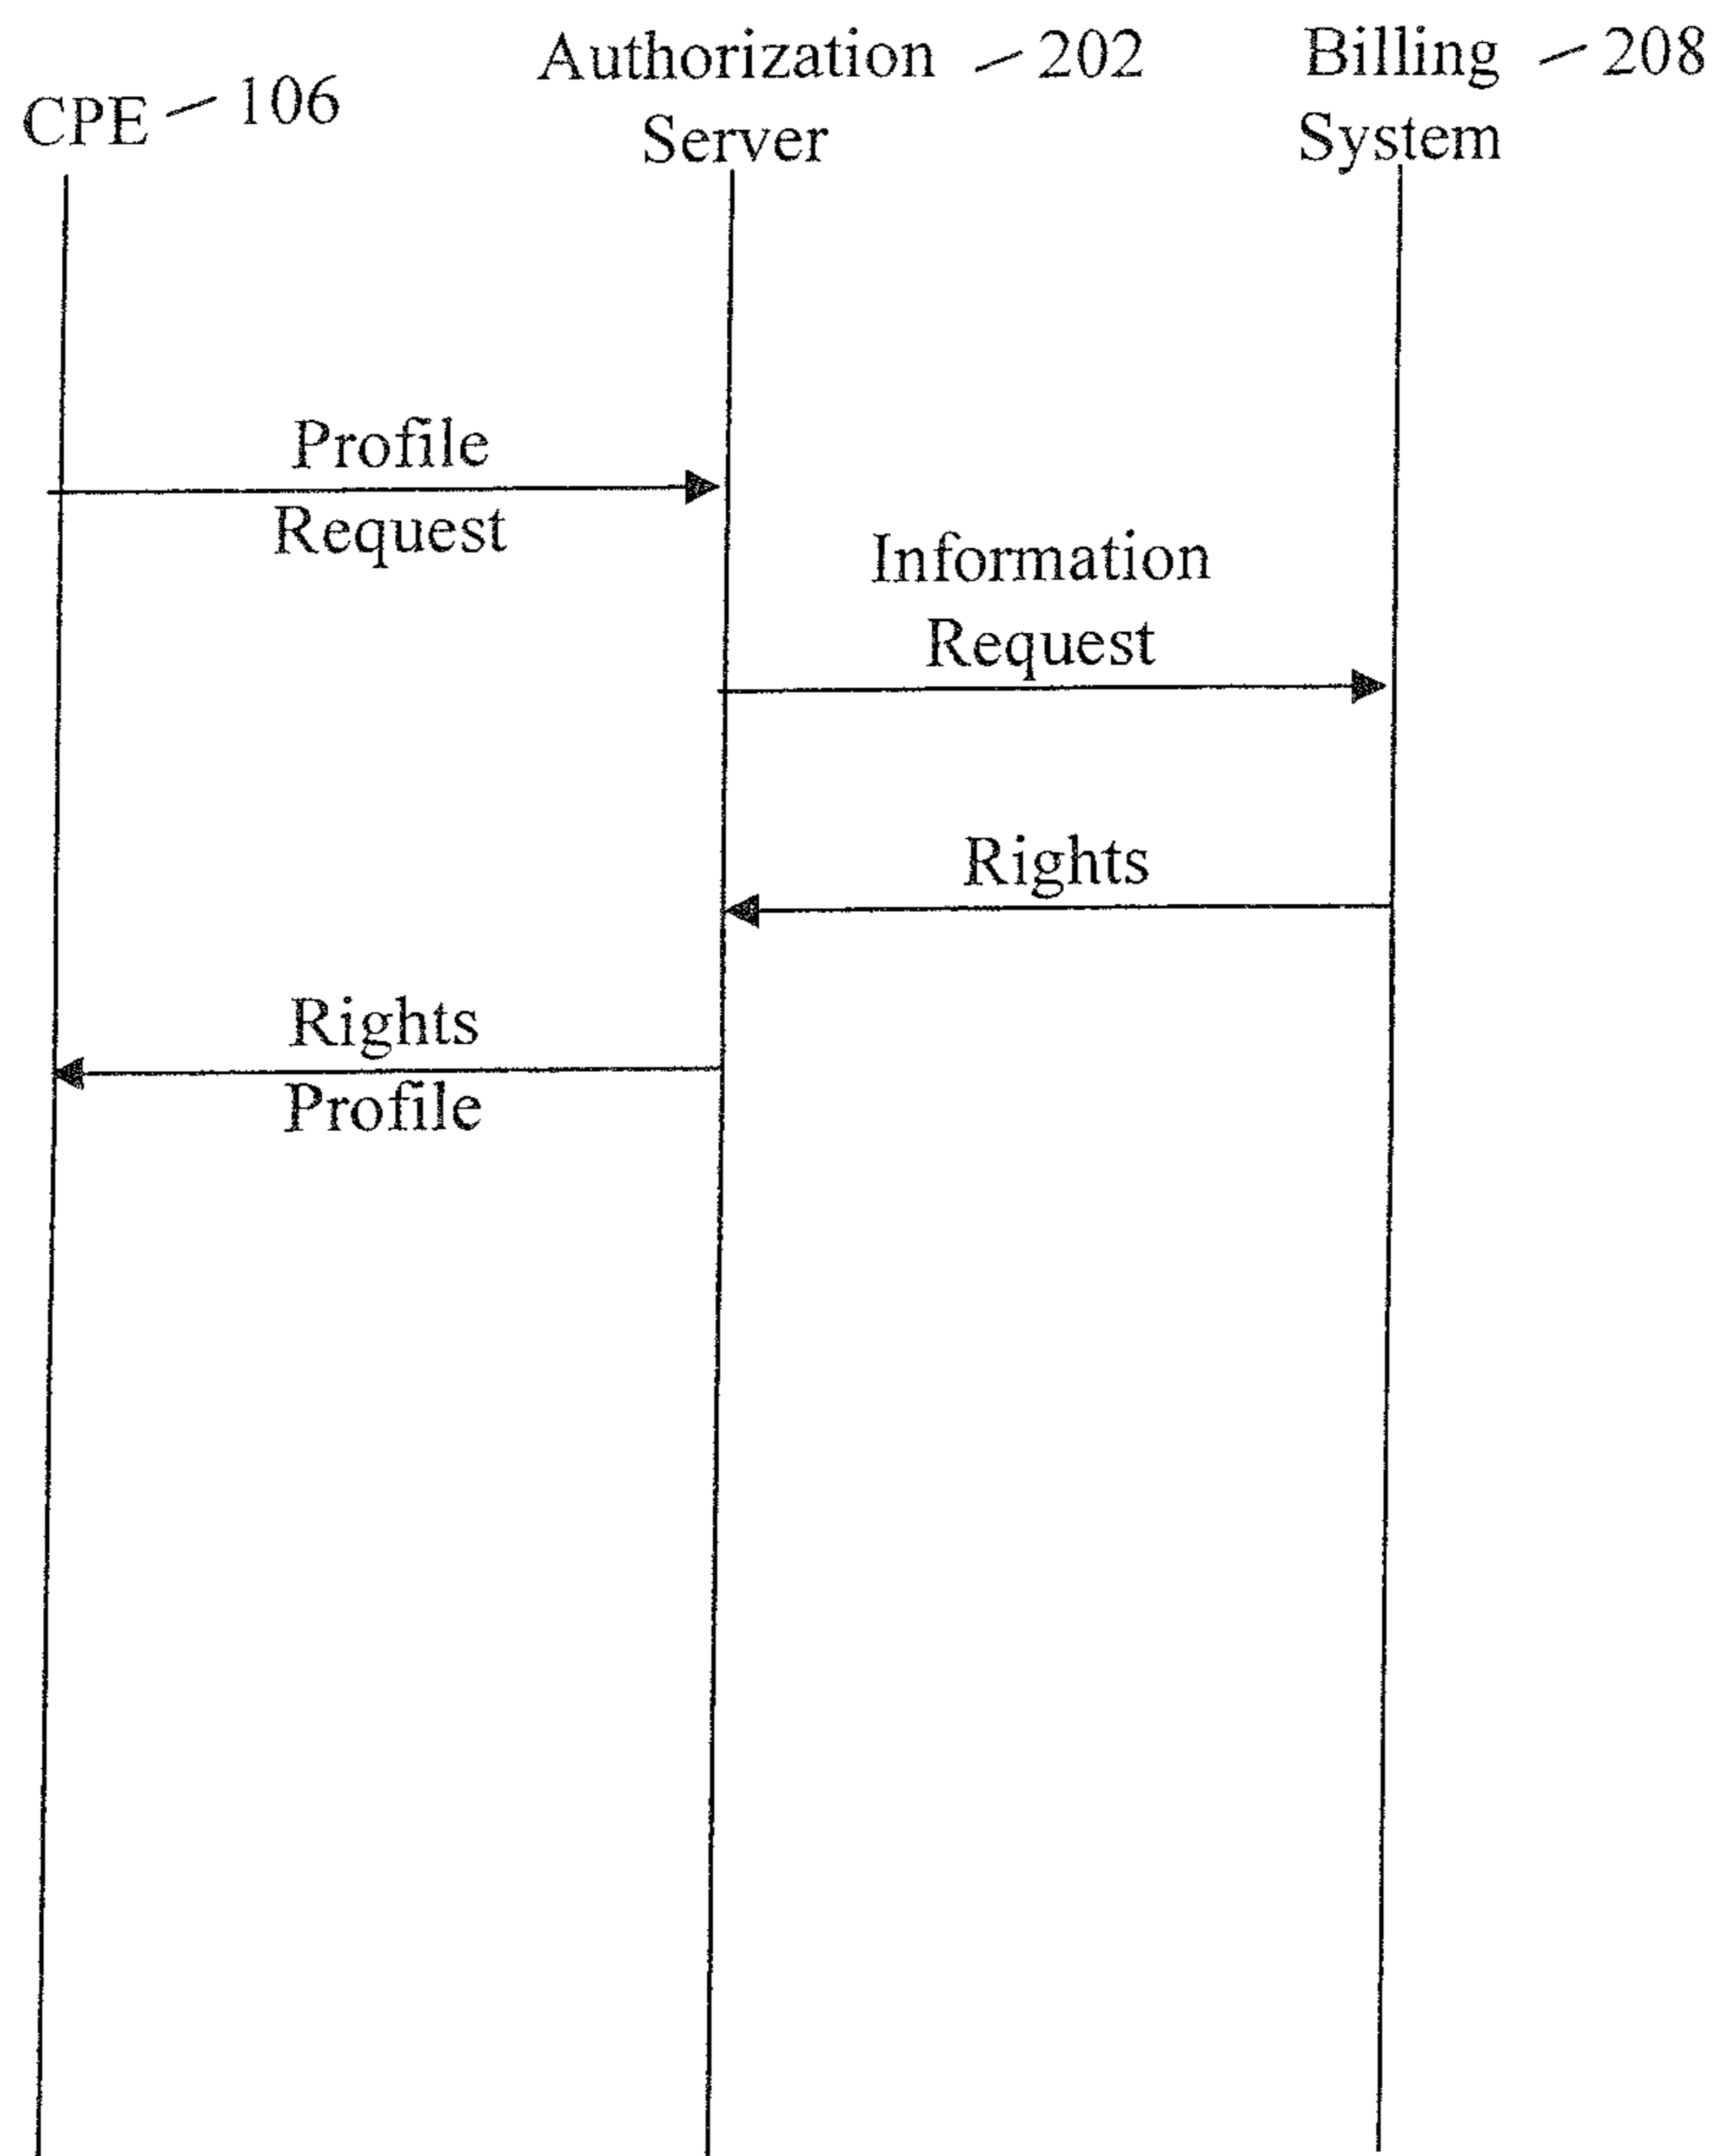 CPE 106
Authorization 202
Server
Billing 208
System
Profile
Request
Information
Request
Rights
Rights
Profile